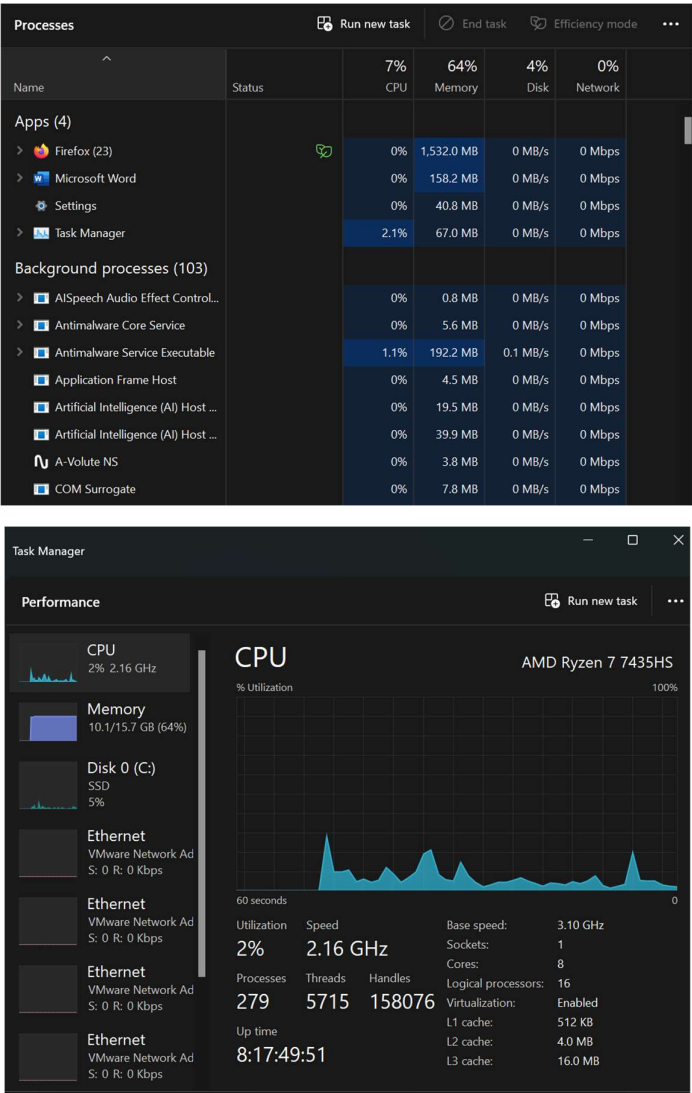 Processes
Run new task
End task
Efficiency mode
7% 64% 4% 0%
Name Status CPU Memory Disk Network
Apps (4)
Firefox (23) 0% 1,532.0 MB 0 MB/s 0 Mbps
Microsoft Word 0% 158.2 MB 0 MB/s 0 Mbps
Settings 0% 40.8 MB 0 MB/s 0 Mbps
Task Manager 2.1% 67.0 MB 0 MB/s 0 Mbps
Background processes (103)
AISpeech Audio Effect Control... 0% 0.8 MB 0 MB/s 0 Mbps
Antimalware Core Service 0% 5.6 MB 0 MB/s 0 Mbps
Antimalware Service Executable 1.1% 192.2 MB 0.1 MB/s 0 Mbps
Application Frame Host 0% 4.5 MB 0 MB/s 0 Mbps
Artificial Intelligence (AI) Host ... 0% 19.5 MB 0 MB/s 0 Mbps
Artificial Intelligence (AI) Host ... 0% 39.9 MB 0 MB/s 0 Mbps
A-Volute NS 0% 3.8 MB 0 MB/s 0 Mbps
COM Surrogate 0% 7.8 MB 0 MB/s 0 Mbps
Task Manager
Performance
Run new task
CPU
2% 2.16 GHz
Memory
10.1/15.7 GB (64%)
Disk 0 (C:)
SSD
5%
Ethernet
VMware Network Ad
S: 0 R: 0 Kbps
Ethernet
VMware Network Ad
S: 0 R: 0 Kbps
Ethernet
VMware Network Ad
S: 0 R: 0 Kbps
Ethernet
VMware Network Ad
S: 0 R: 0 Kbps
CPU
AMD Ryzen 7 7435HS
% Utilization 100%
60 seconds 0
Utilization Speed
2% 2.16 GHz
Processes Threads Handles
279 5715 158076
Up time
8:17:49:51
Base speed: 3.10 GHz
Sockets: 1
Cores: 8
Logical processors: 16
Virtualization: Enabled
L1 cache: 512 KB
L2 cache: 4.0 MB
L3 cache: 16.0 MB